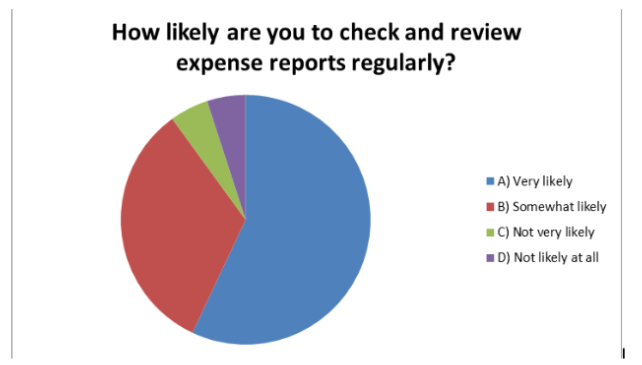 How likely are you to check and review
expense reports regularly?
A) Very likely
B) Somewhat likely
C) Not very likely
D) Not likely at all